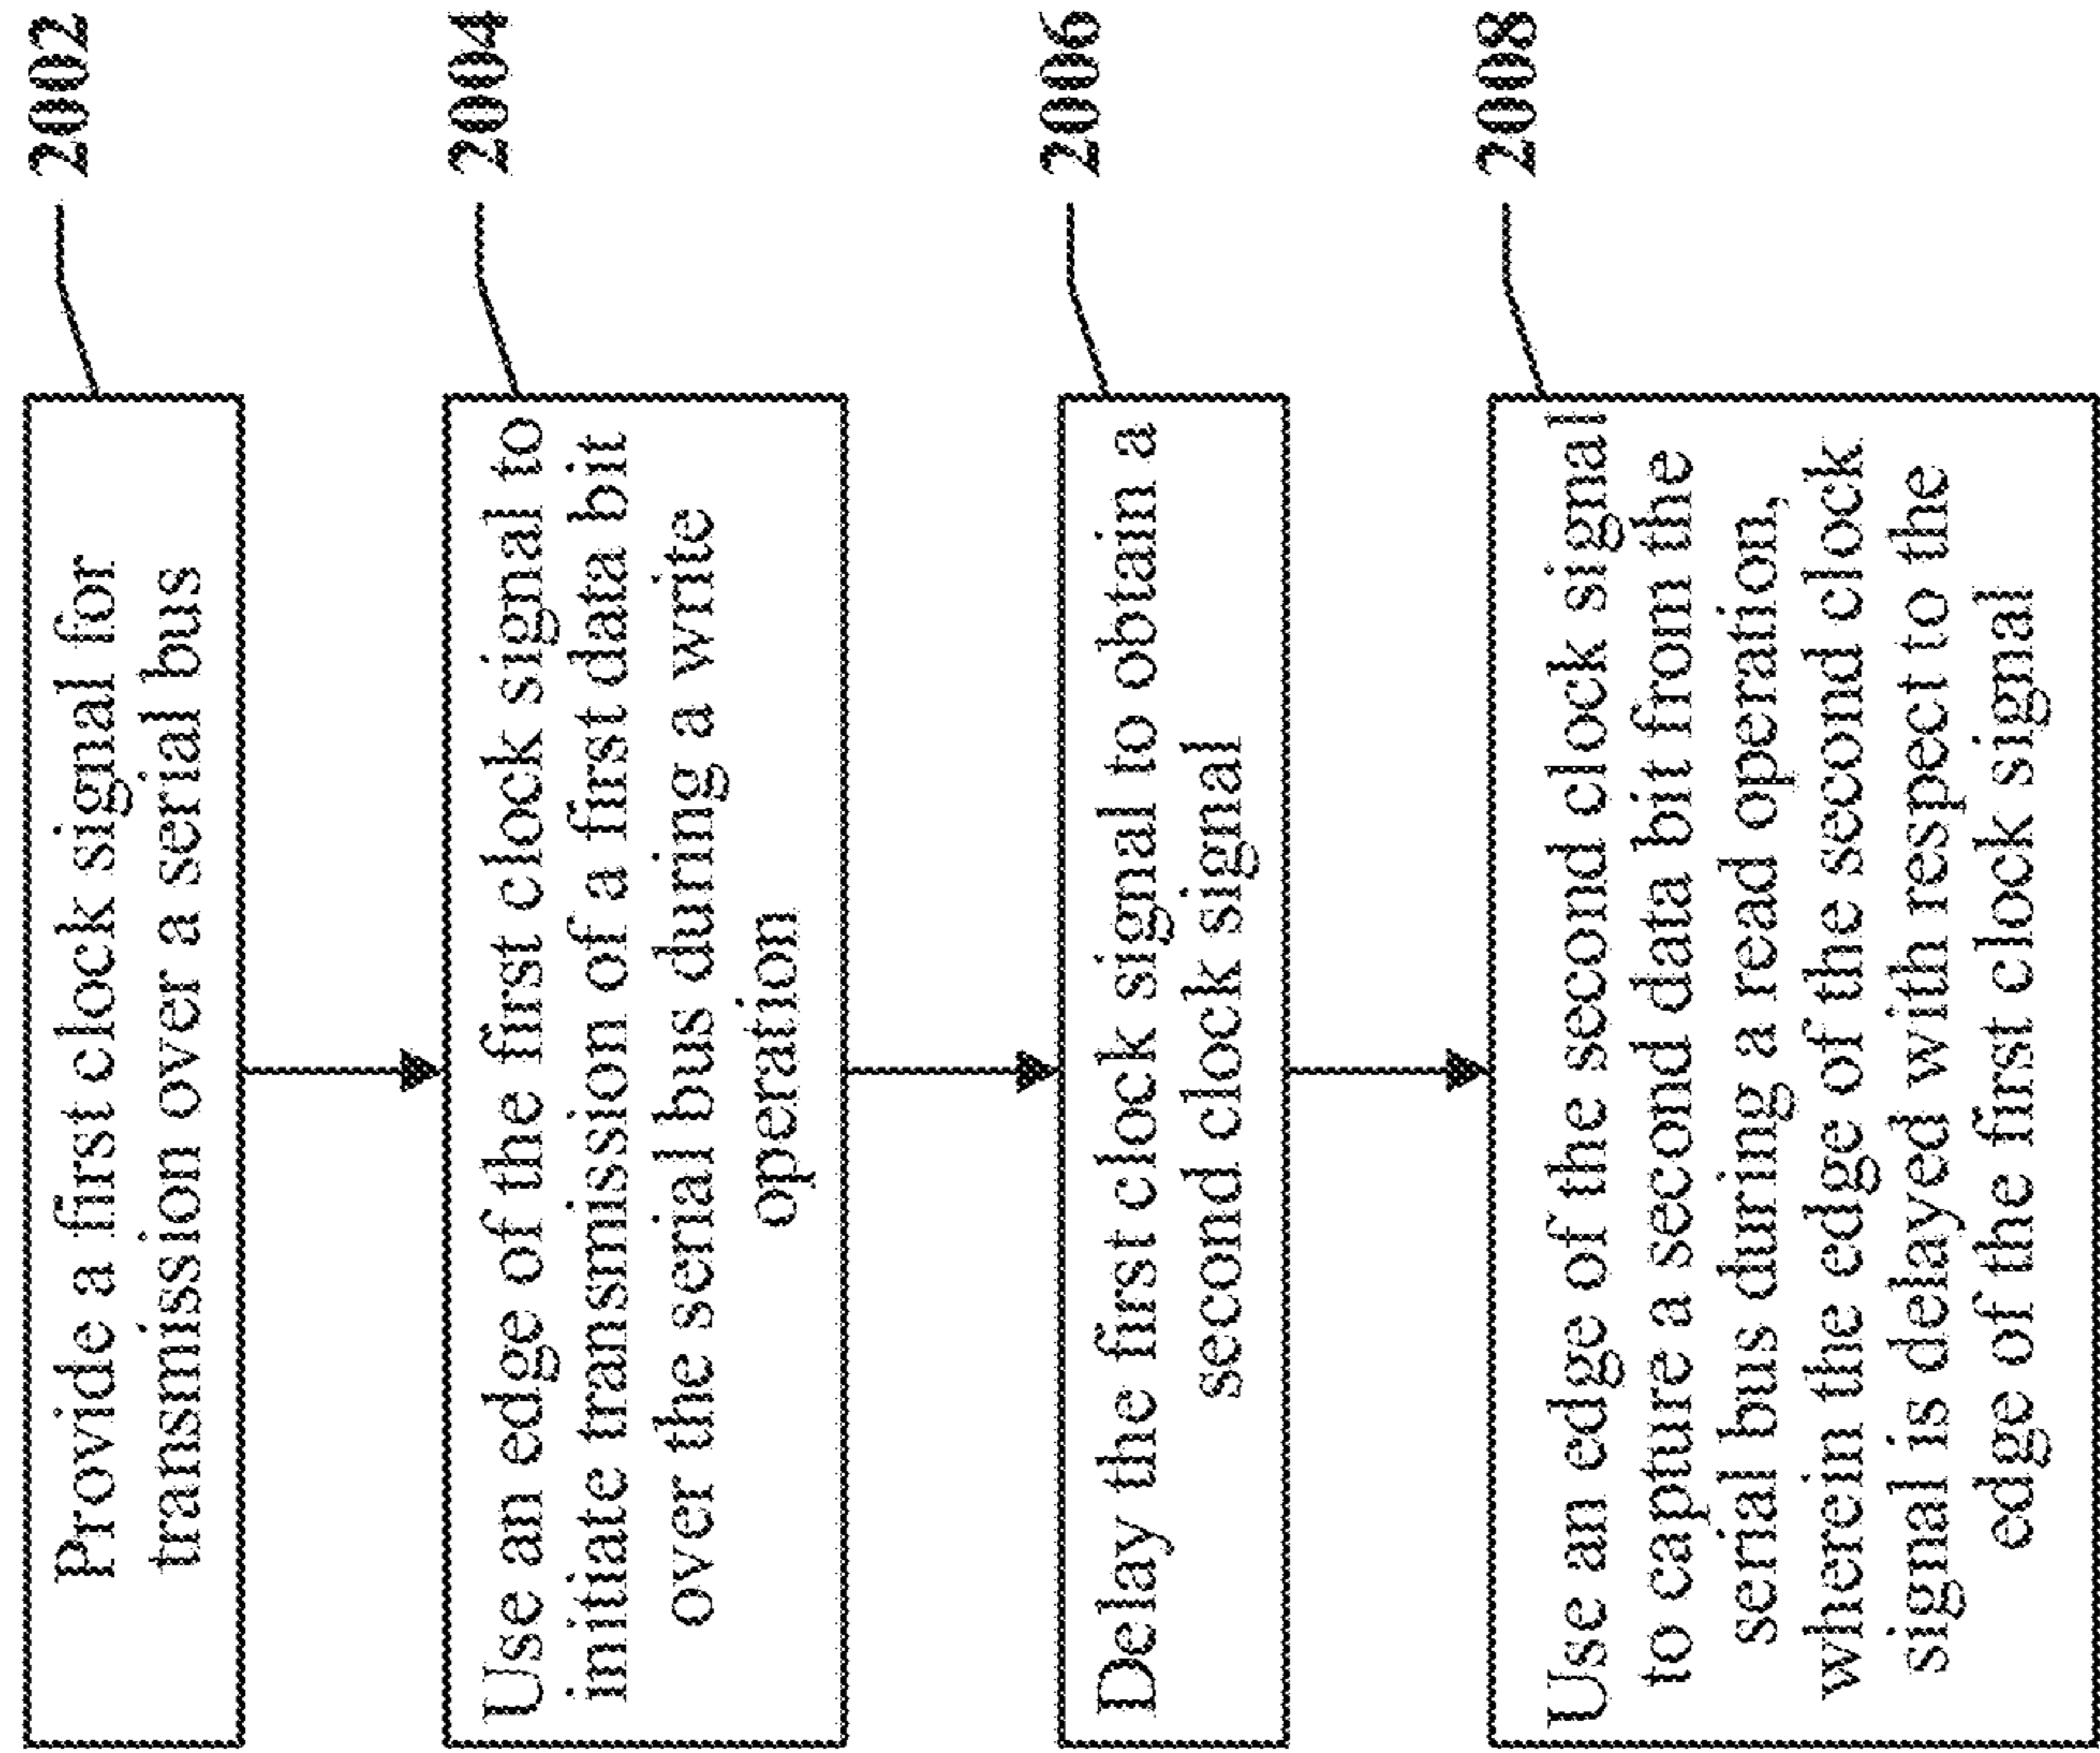 Provide a first clock signal for
transmission over a serial bus
2002
Use an edge of the first clock signal to
initiate transmission of a first data bit
over the serial bus during a write
operation
2004
Delay the first clock signal to obtain a
second clock signal
2006
Use an edge of the second clock signal
to capture a second data bit from the
serial bus during a read operation,
wherein the edge of the second clock
signal is delayed with respect to the
edge of the first clock signal
2008